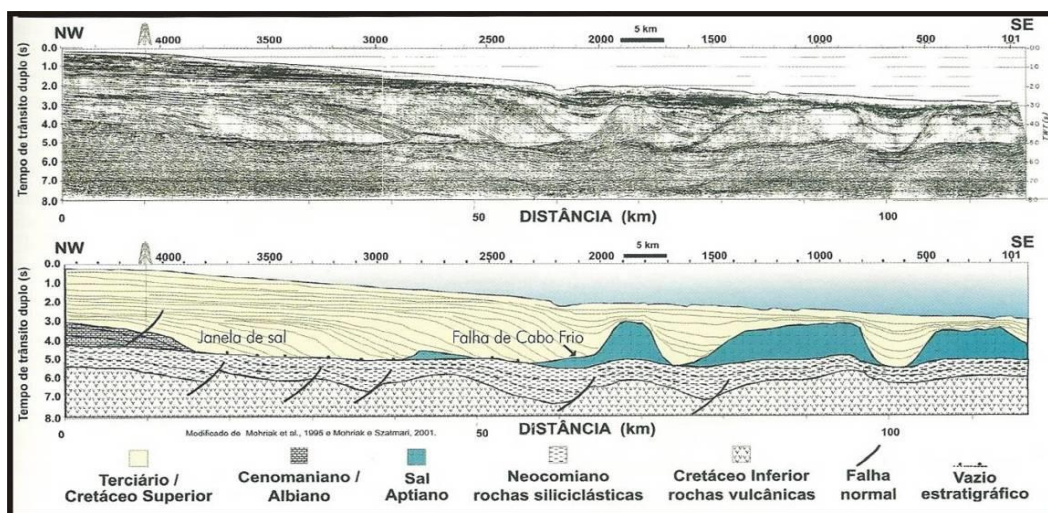 NW SE
5 km
4000 3500 3000 2500 2000 1500 1000 500 101
Tempo de trânsito duplo (s)
0.0
1.0
2.0
3.0
4.0
5.0
6.0
7.0
8.0
TWT (s)
0 50 DISTÂNCIA (km) 100
NW SE
5 km
4000 3500 3000 2500 2000 1500 1000 500 101
Tempo de trânsito duplo (s)
0.0
1.0
2.0
3.0
4.0
5.0
6.0
7.0
8.0
Janela de sal
Falha de Cabo Frio
0 50 DISTÂNCIA (km) 100
Modificado de Mohriak et al., 1995 e Mohriak e Szatmari, 2001.
Terciário /
Cretáceo Superior
Cenomaniano /
Albiano
Sal
Aptiano
Neocomiano
rochas siliciclásticas
Cretáceo Inferior
rochas vulcânicas
Falha
normal
Vazio
estratigráfico